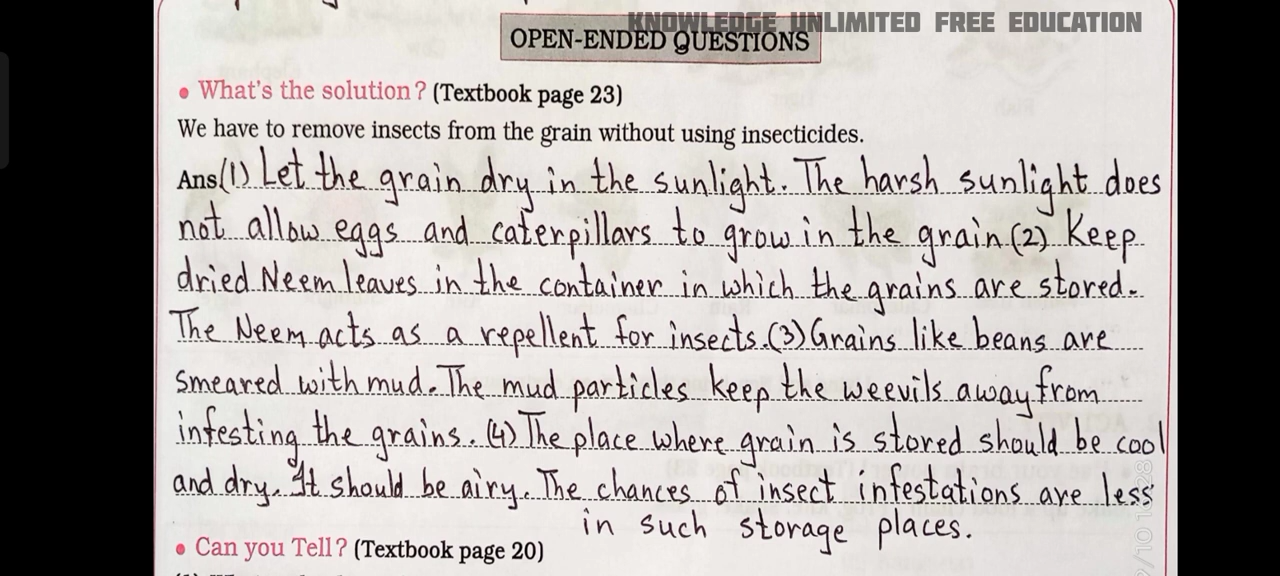 KNOWLEDGE UNLIMITED FREE EDUCATION
OPEN-ENDED QUESTIONS
• What's the solution? (Textbook page 23)
We have to remove insects from the grain without using insecticides.
Ans(1) Let the grain dry in the sunlight. The harsh sunlight does
not allow eggs and caterpillars to grow in the grain.(2) Keep
dried Neem leaves in the container in which the grains are stored.
The Neem acts as a repellent for insects.(3) Grains like beans are
smeared with mud. The mud particles keep the weevils away from
infesting the grains. (4) The place where grain is stored should be cool
and dry. It should be airy. The chances of insect infestations are less
in such storage places.
• Can you Tell? (Textbook page 20)